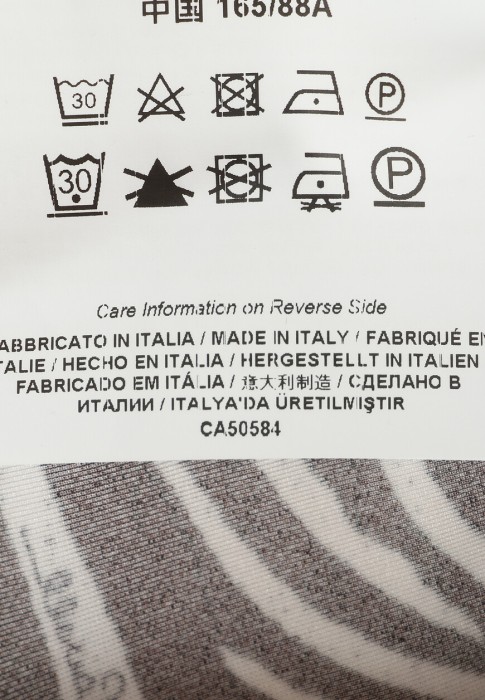 中国 165/88A
30
P
30
P
Care Information on Reverse Side
ABBRICATO IN ITALIA / MADE IN ITALY / FABRIQUÉ EN
TALIE / HECHO EN ITALIA / HERGESTELLT IN ITALIEN
FABRICADO EM ITÁLIA / 意大利制造 / СДЕЛАНО В
ИТАЛИИ / ITALYA'DA ÜRETILMIŞTIR
CA50584